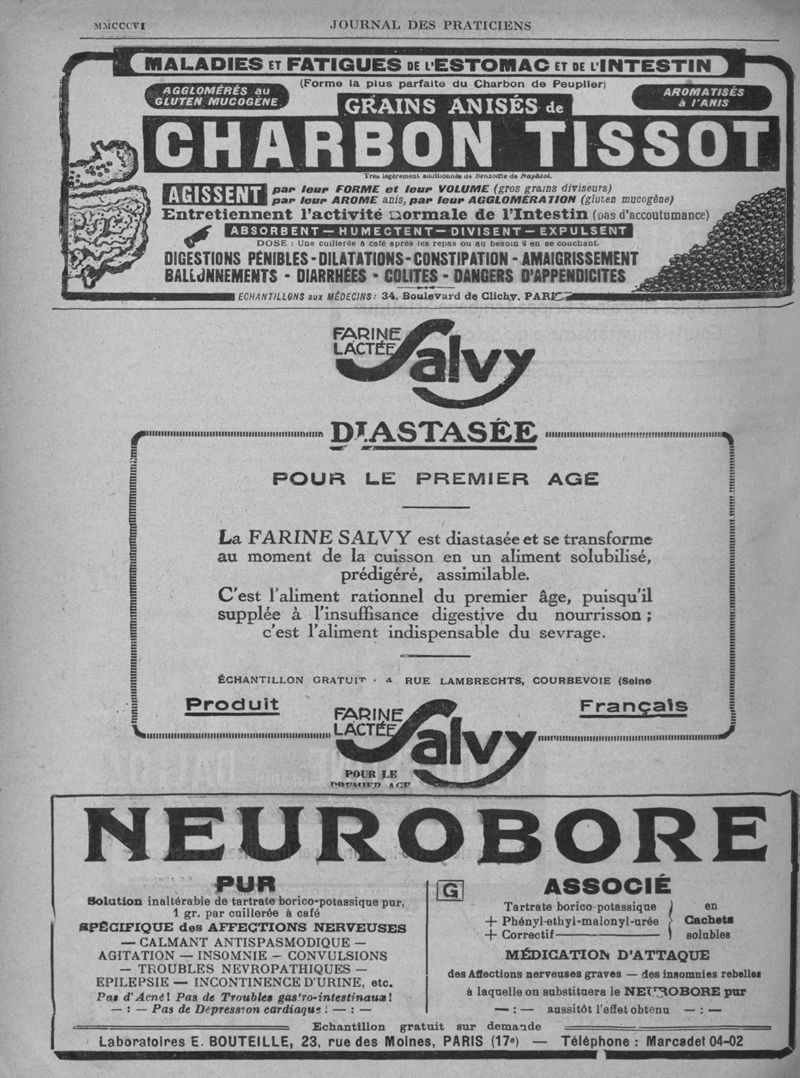 MMCCCVI
JOURNAL DES PRATICIENS
MALADIES ET FATIGUES DE L'ESTOMAC ET DE L'INTESTIN
(Forme la plus parfaite du Charbon de Peuplier)
AGGLOMÉRÉS au
GLUTEN MUCOGÈNE
AROMATISÉS
à l'ANIS
GRAINS ANISÉS de
CHARBON TISSOT
Très légèrement additionnés de Benzoate de Naphtol.
AGISSENT
par leur FORME et leur VOLUME (gros grains diviseurs)
par leur AROME anis, par leur AGGLOMÉRATION (gluten mucogène)
Entretiennent l'activité normale de l'Intestin (pas d'accoutumance)
ABSORBENT — HUMECTENT — DIVISENT — EXPULSENT
DOSE : Une cuillerée à café après les repas ou au besoin 2 en se couchant.
DIGESTIONS PÉNIBLES - DILATATIONS - CONSTIPATION - AMAIGRISSEMENT
BALLONNEMENTS - DIARRHÉES - COLITES - DANGERS D'APPENDICITES
ECHANTILLONS aux MÉDECINS : 34, Boulevard de Clichy, PARIS
FARINE
LACTÉE
Salvy
DIASTASÉE
POUR LE PREMIER AGE
La FARINE SALVY est diastasée et se transforme
au moment de la cuisson en un aliment solubilisé,
prédigéré, assimilable.
C'est l'aliment rationnel du premier âge, puisqu'il
supplée à l'insuffisance digestive du nourrisson ;
c'est l'aliment indispensable du sevrage.
ÉCHANTILLON GRATUIT · 4 RUE LAMBRECHTS, COURBEVOIE (Seine
Produit
Français
FARINE
LACTÉE
Salvy
POUR LE
PREMIER AGE
NEUROBORE
PUR
Solution inaltérable de tartrate borico-potassique pur,
1 gr. par cuillerée à café
SPÉCIFIQUE des AFFECTIONS NERVEUSES
— CALMANT ANTISPASMODIQUE —
AGITATION — INSOMNIE — CONVULSIONS
— TROUBLES NEVROPATHIQUES —
EPILEPSIE — INCONTINENCE D'URINE, etc.
Pas d'Acné ! Pas de Troubles gastro-intestinaux !
— : — Pas de Dépression cardiaque ! — : —
G
ASSOCIÉ
Tartrate borico-potassique
+ Phényl-ethyl-malonyl-urée
+ Correctif
en
Cachets
solubles
MÉDICATION D'ATTAQUE
des Affections nerveuses graves — des insomnies rebelles
à laquelle on substituera le NEUROBORE pur
— : — aussitôt l'effet obtenu — : —
Echantillon gratuit sur demande
Laboratoires E. BOUTEILLE, 23, rue des Moines, PARIS (17e) — Téléphone : Marcadet 04-02